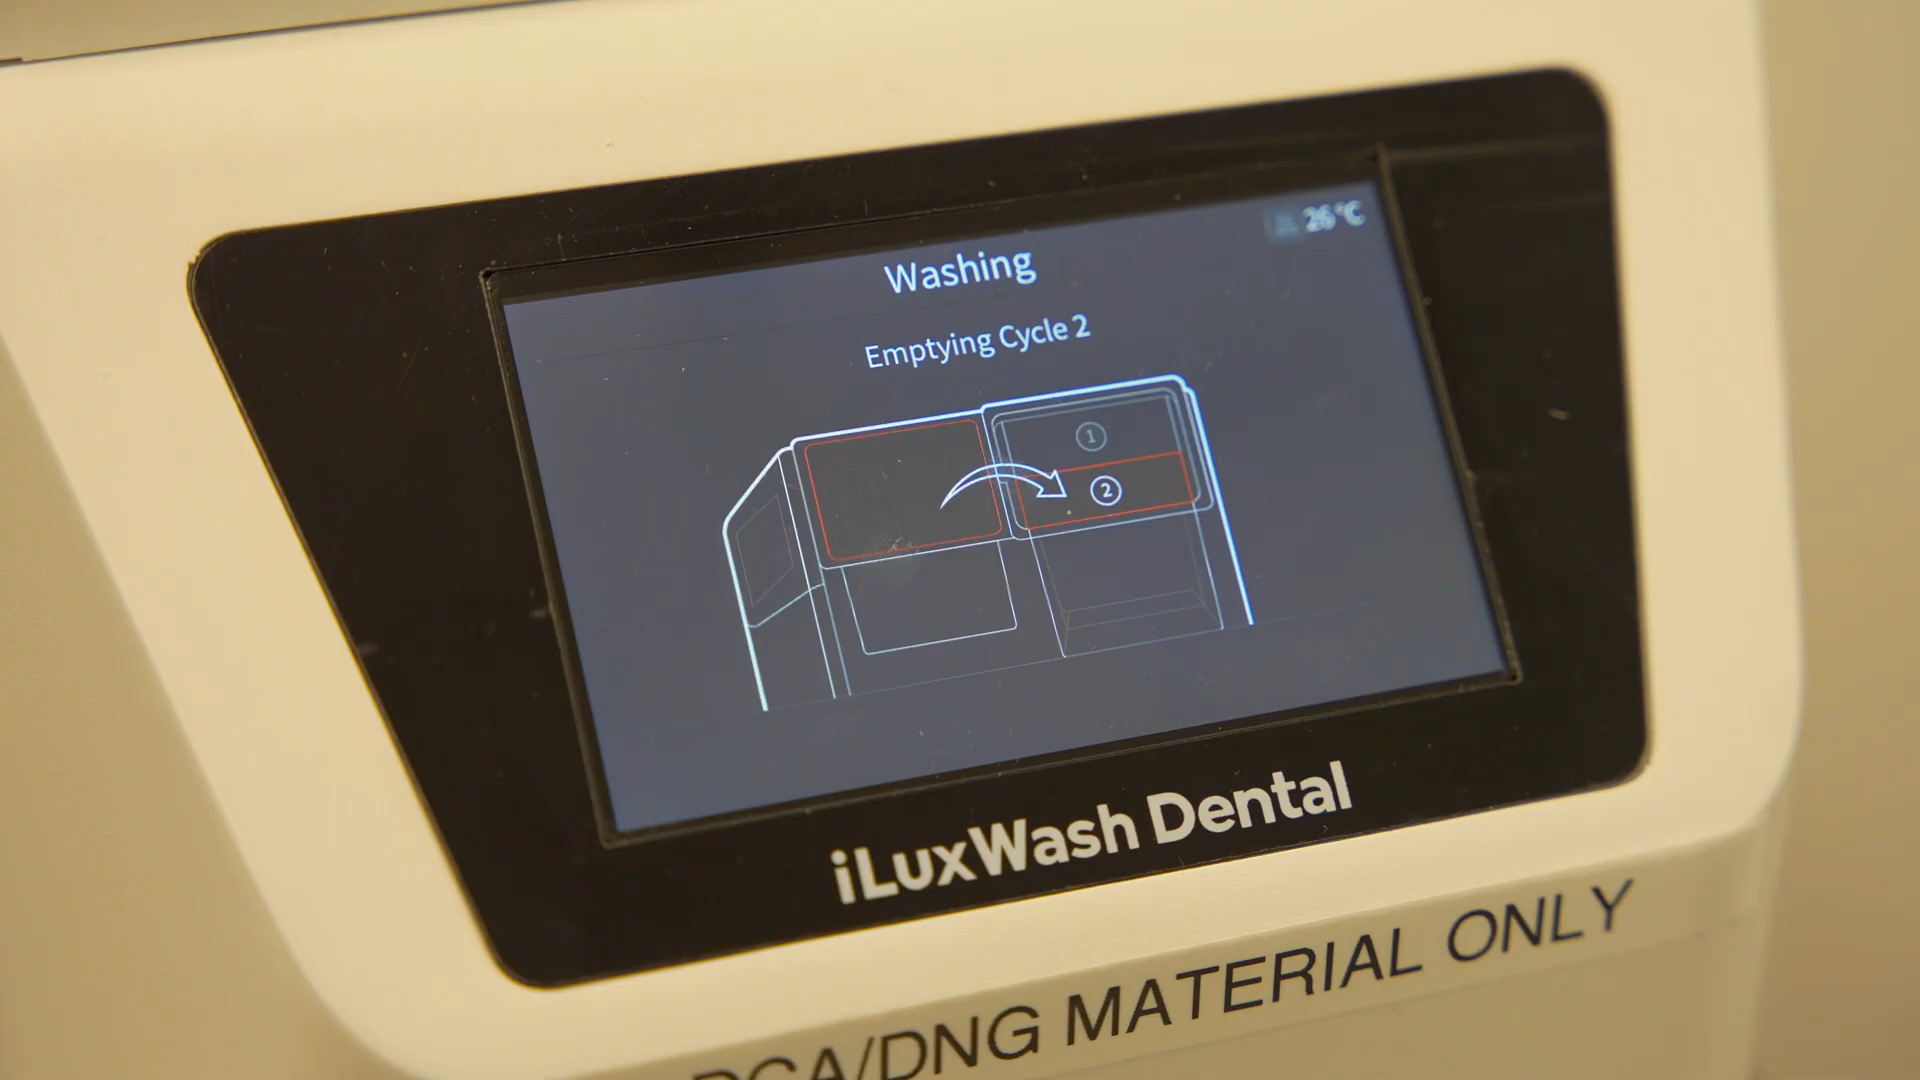 26 °C
Washing
Emptying Cycle 2
1
2
iLuxWash Dental
MATERIAL ONLY